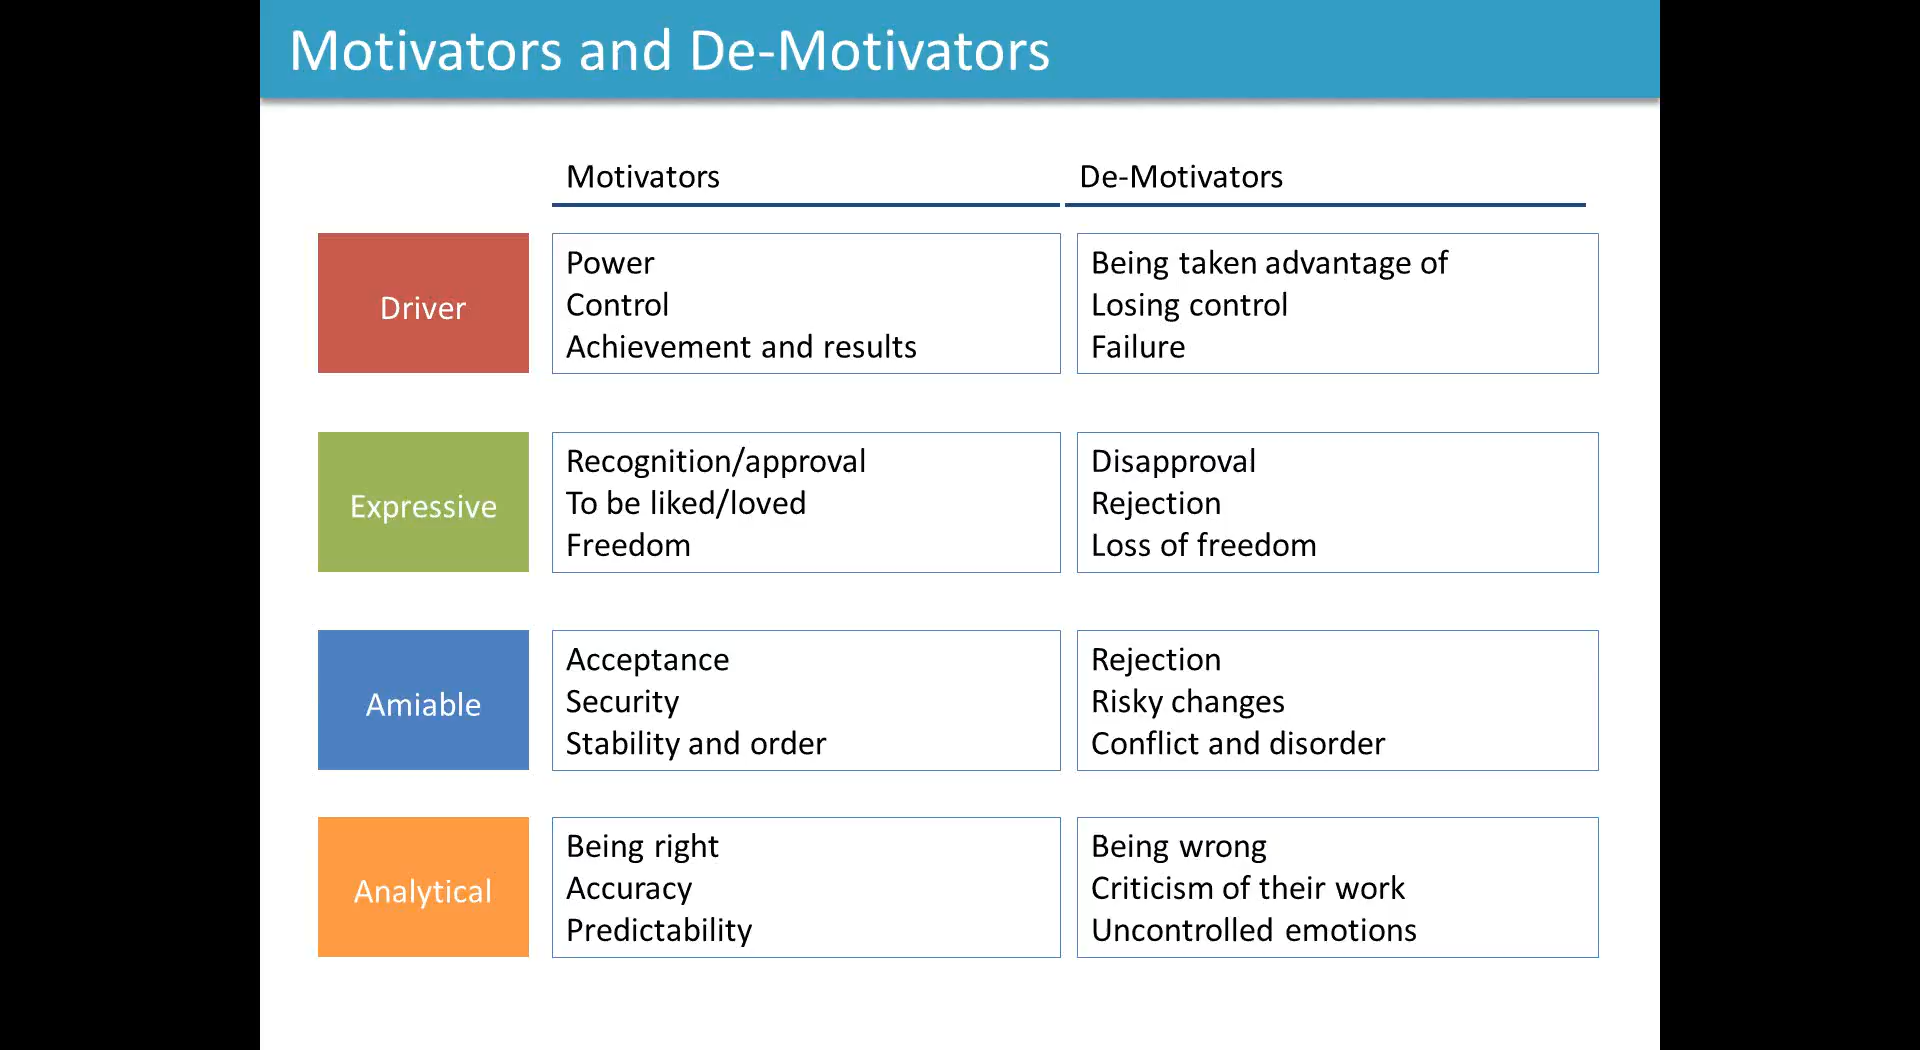 Motivators and De-Motivators
Motivators
De-Motivators
Driver
Power
Control
Achievement and results
Being taken advantage of
Losing control
Failure
Expressive
Recognition/approval
To be liked/loved
Freedom
Disapproval
Rejection
Loss of freedom
Amiable
Acceptance
Security
Stability and order
Rejection
Risky changes
Conflict and disorder
Analytical
Being right
Accuracy
Predictability
Being wrong
Criticism of their work
Uncontrolled emotions